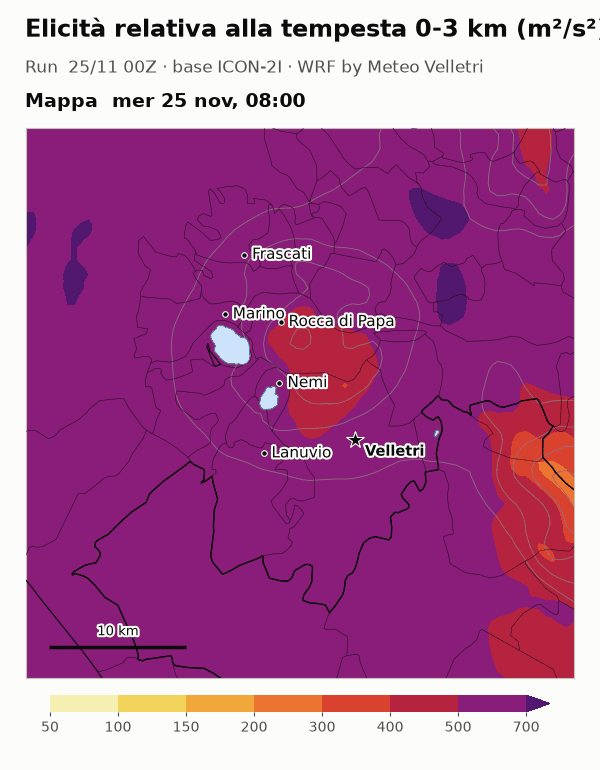 Elicità relativa alla tempesta 0-3 km (m²/s²)
Run 25/11 00Z · base ICON-2I · WRF by Meteo Velletri
Mappa mer 25 nov, 08:00
Frascati
Marino
Rocca di Papa
Nemi
Lanuvio
Velletri
10 km
50 100 150 200 300 400 500 700